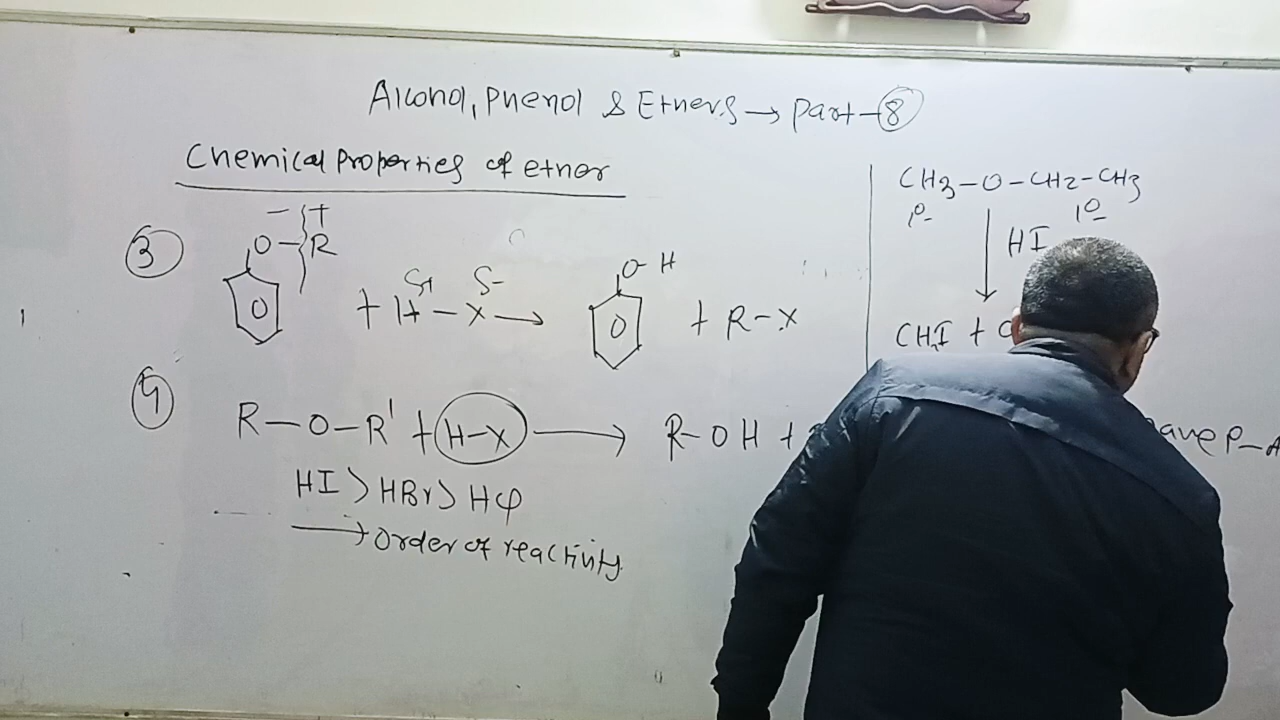 Alcohol, Phenol & Ethers → Part-8
Chemical Properties of ether
3
- +
O-R
+ H-X → OH + R-X
δ+ δ-
4
R-O-R' + H-X → R-OH +
HI > HBr > HCl
→ Order of reactivity
CH3-O-CH2-CH3
1° 1°
HI
CH3I + C